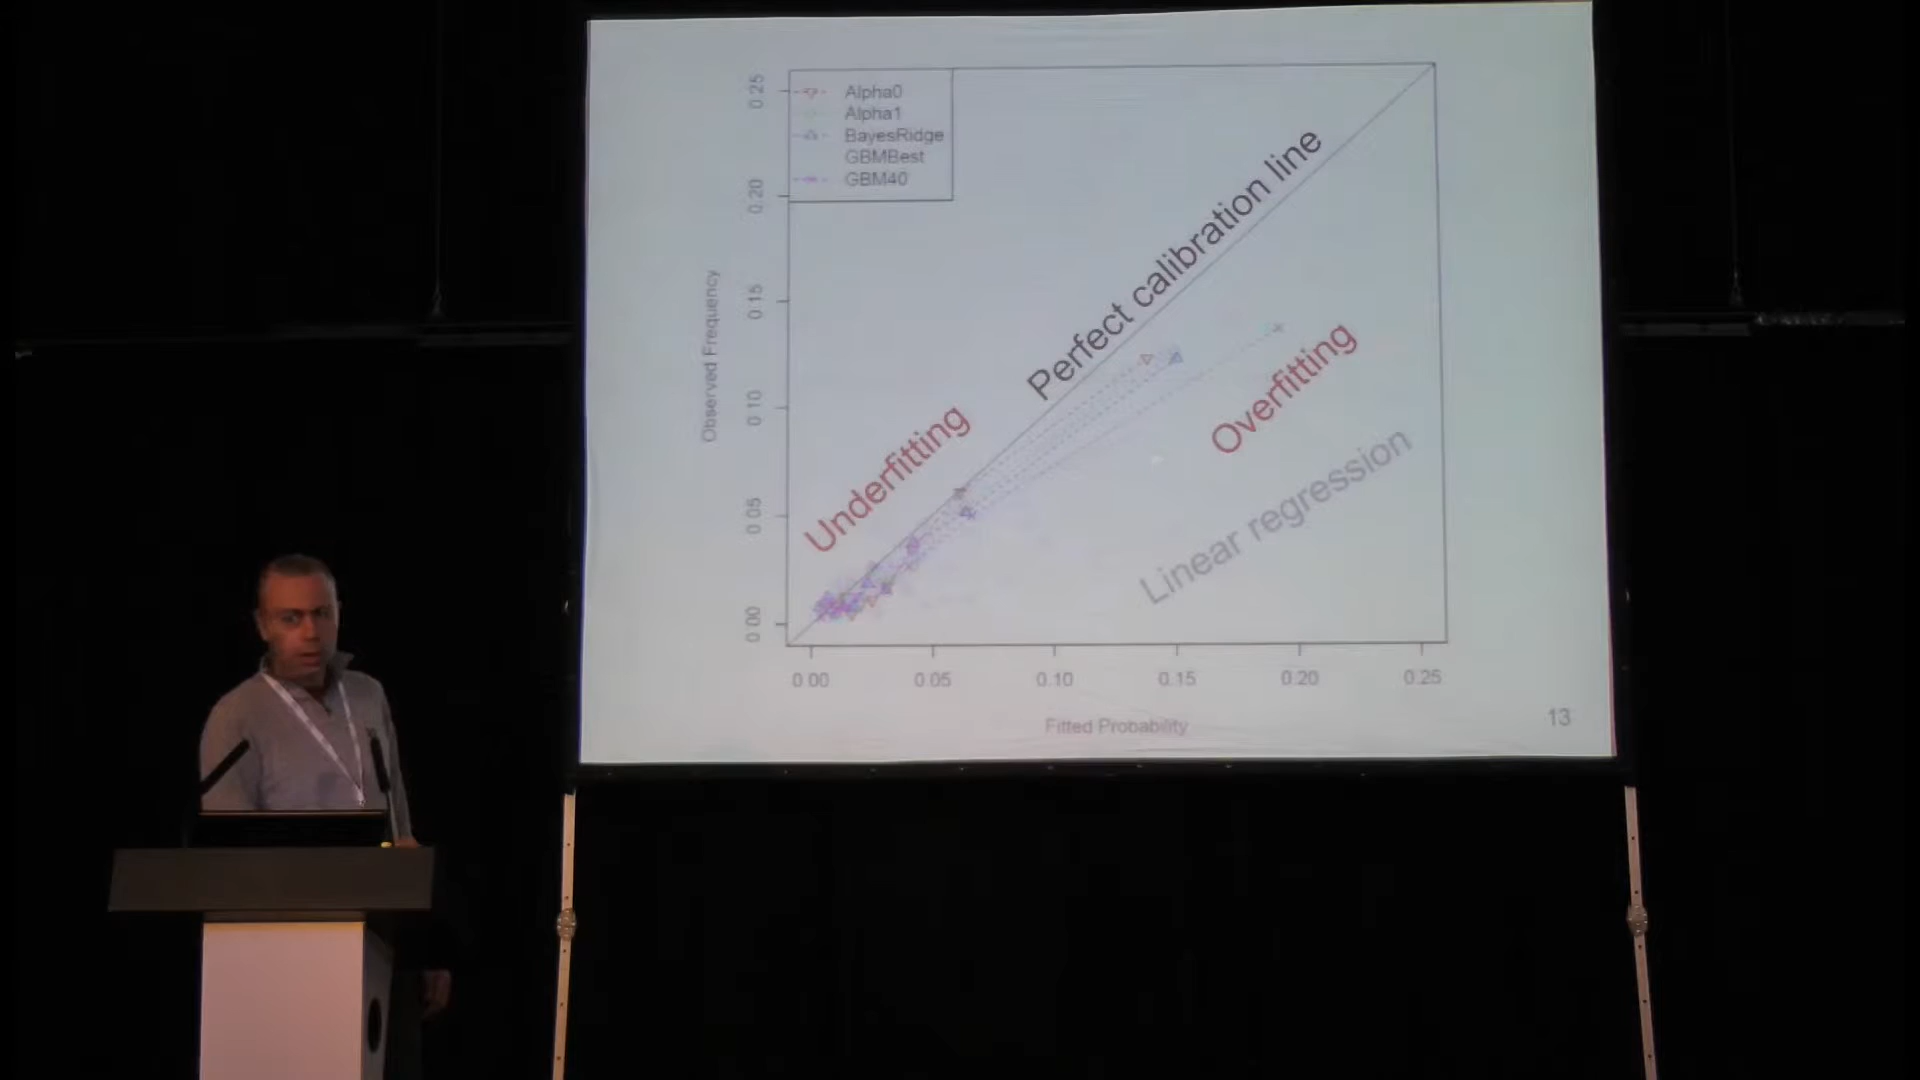 Alpha0
Alpha1
BayesRidge
GBMBest
GBM40
0.25
0.20
0.15
0.10
0.05
0.00
Observed Frequency
Underfitting
Perfect calibration line
Overfitting
Linear regression
0.00 0.05 0.10 0.15 0.20 0.25
Fitted Probability
13